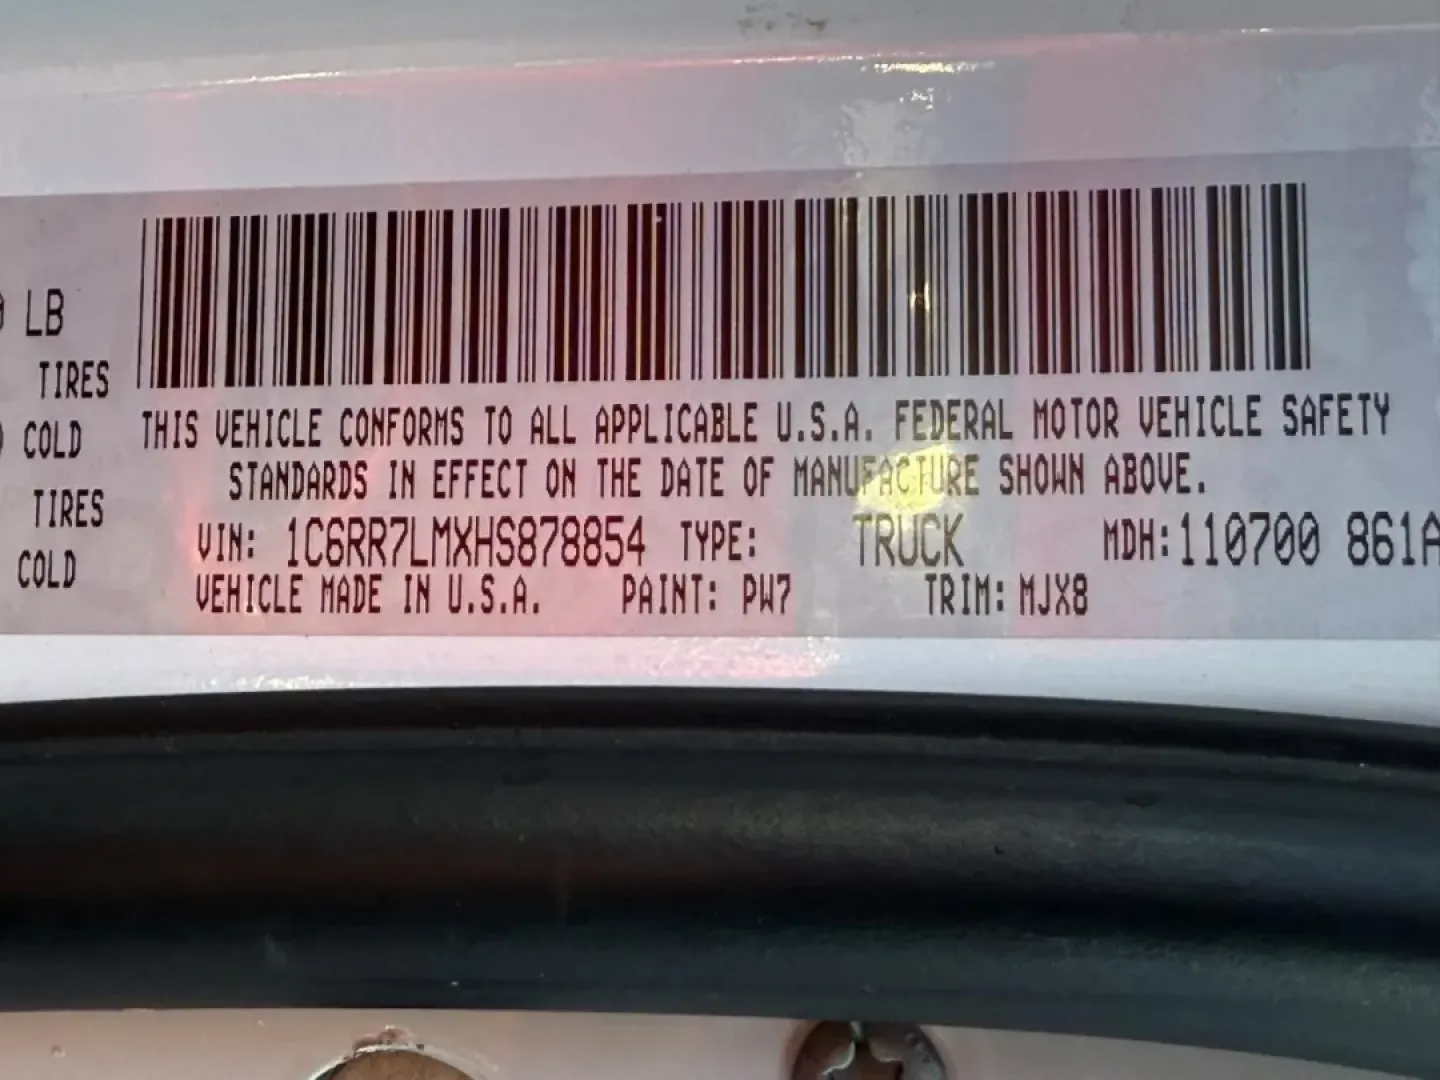 LB
TIRES
COLD
TIRES
COLD
THIS VEHICLE CONFORMS TO ALL APPLICABLE U.S.A. FEDERAL MOTOR VEHICLE SAFETY
STANDARDS IN EFFECT ON THE DATE OF MANUFACTURE SHOWN ABOVE.
VIN: 1C6RR7LMXHS878854 TYPE: TRUCK MDH:110700 861A
VEHICLE MADE IN U.S.A. PAINT: PW7 TRIM: MJX8